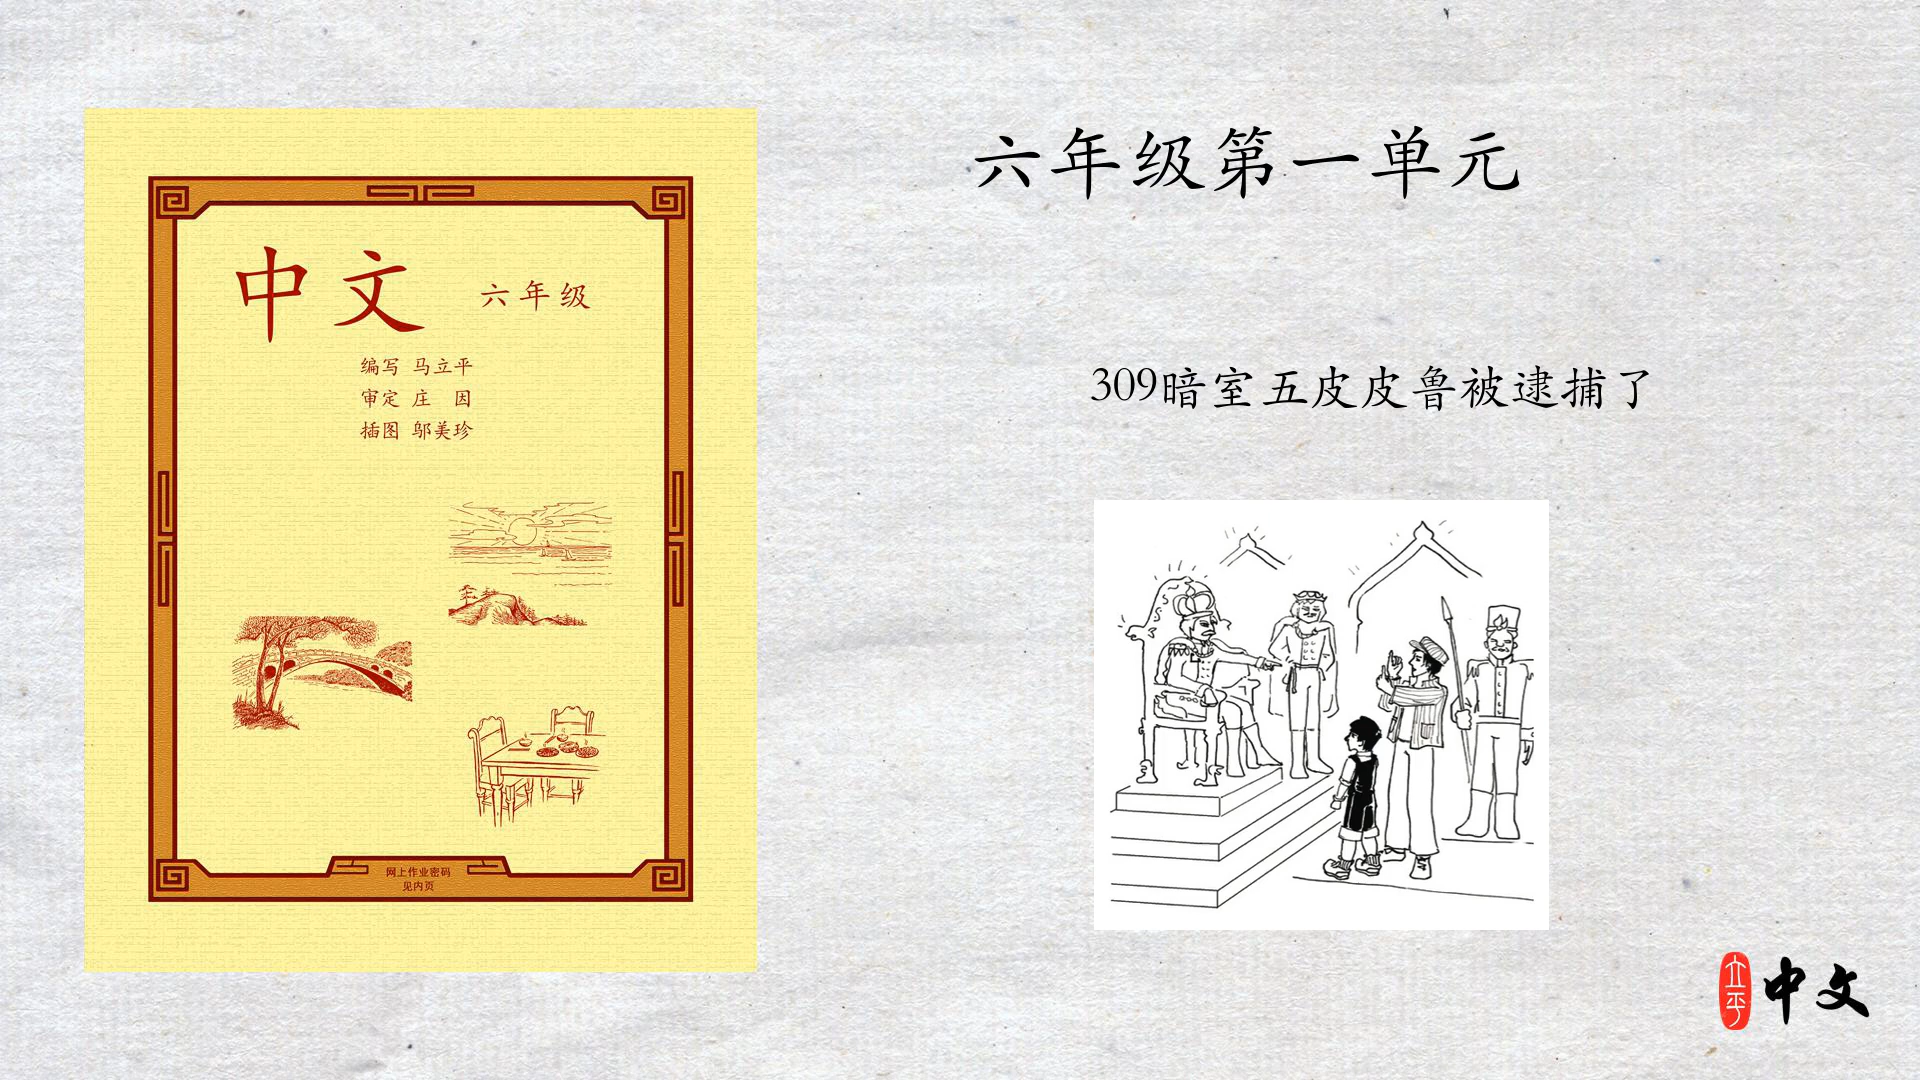 中文 六年级
编写 马立平
审定 庄 因
插图 邬美珍
网上作业密码
见内页
六年级第一单元
309暗室五皮皮鲁被逮捕了
立平 中文